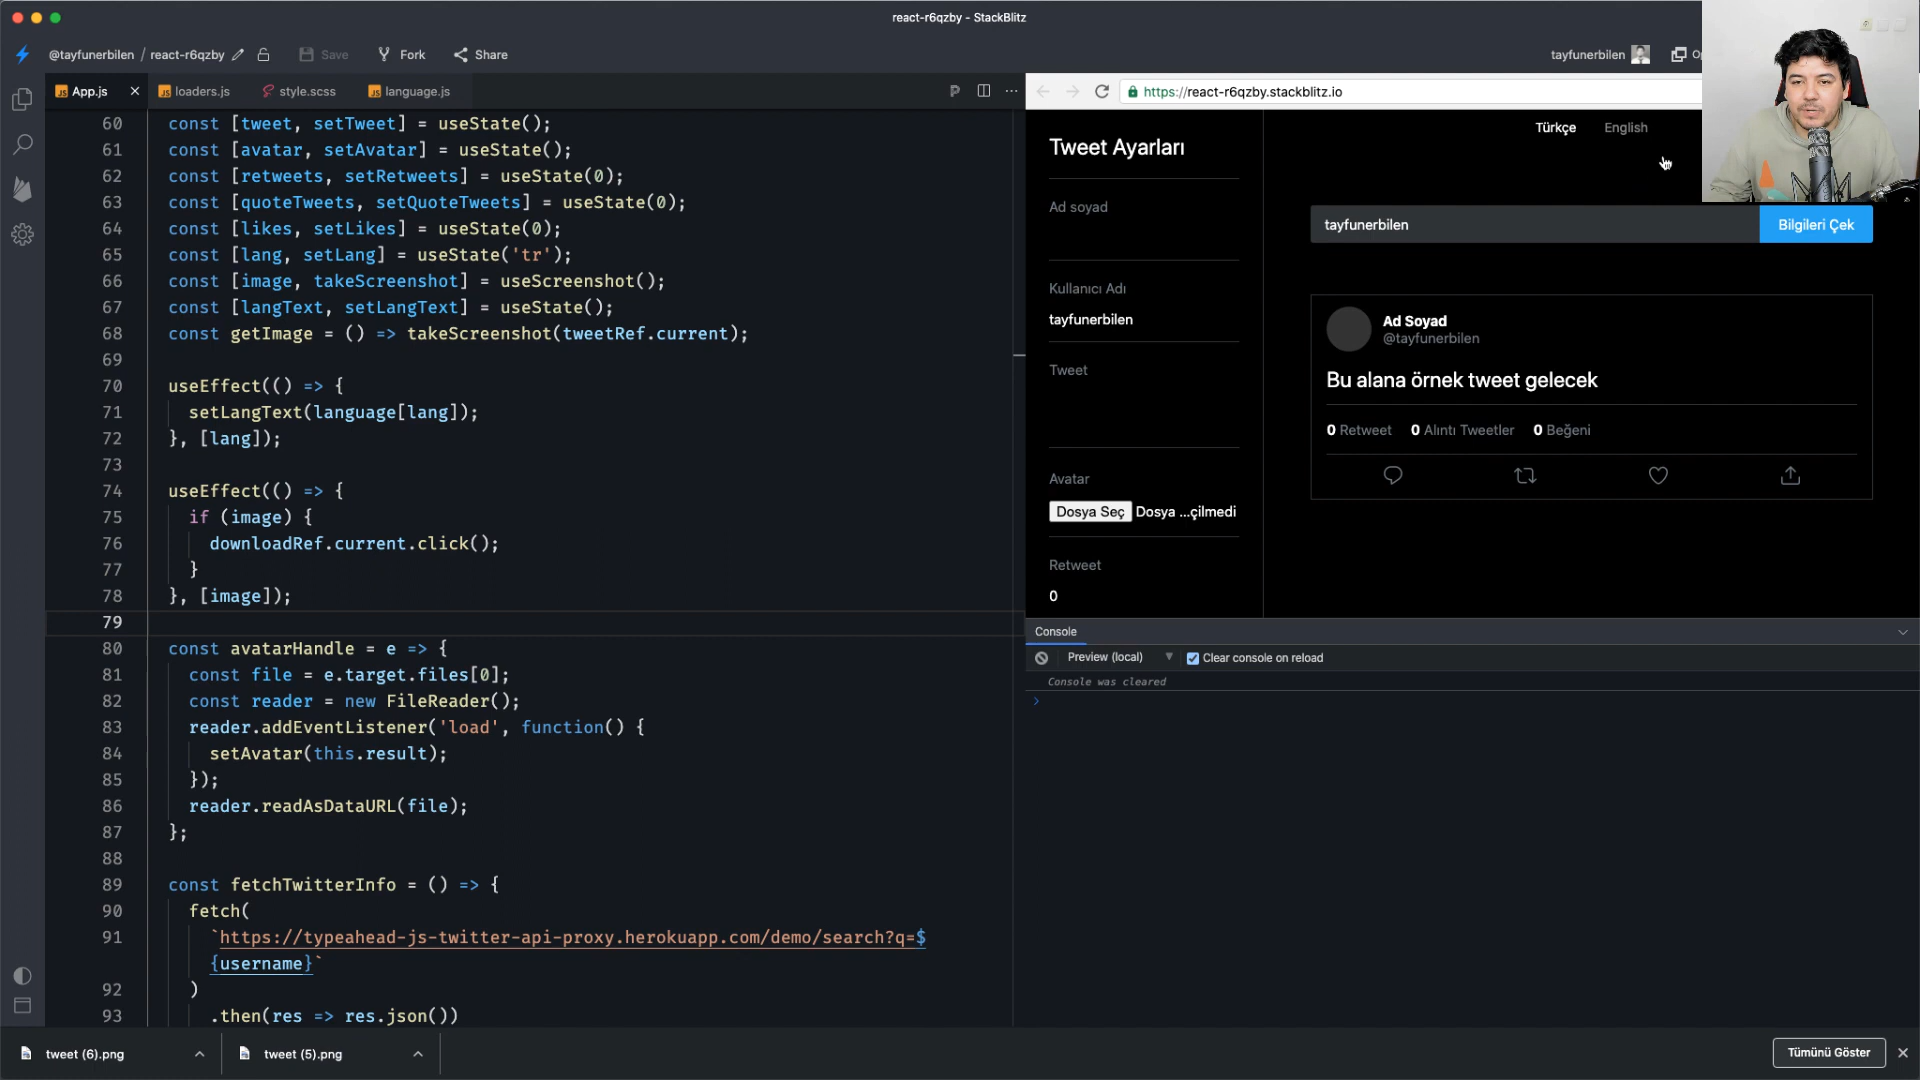 react-r6qzby - StackBlitz
@tayfunerbilen / react-r6qzby
Save
Fork
Share
tayfunerbilen
App.js
loaders.js
style.scss
language.js
60 const [tweet, setTweet] = useState();
61 const [avatar, setAvatar] = useState();
62 const [retweets, setRetweets] = useState(0);
63 const [quoteTweets, setQuoteTweets] = useState(0);
64 const [likes, setLikes] = useState(0);
65 const [lang, setLang] = useState('tr');
66 const [image, takeScreenshot] = useScreenshot();
67 const [langText, setLangText] = useState();
68 const getImage = () => takeScreenshot(tweetRef.current);
69
70 useEffect(() => {
71 setLangText(language[lang]);
72 }, [lang]);
73
74 useEffect(() => {
75 if (image) {
76 downloadRef.current.click();
77 }
78 }, [image]);
79
80 const avatarHandle = e => {
81 const file = e.target.files[0];
82 const reader = new FileReader();
83 reader.addEventListener('load', function() {
84 setAvatar(this.result);
85 });
86 reader.readAsDataURL(file);
87 };
88
89 const fetchTwitterInfo = () => {
90 fetch(
91 `https://typeahead-js-twitter-api-proxy.herokuapp.com/demo/search?q=$
{username}`
92 )
93 .then(res => res.json())
https://react-r6qzby.stackblitz.io
Türkçe
English
Tweet Ayarları
Ad soyad
Kullanıcı Adı
tayfunerbilen
Tweet
Avatar
Dosya Seç Dosya ...çilmedi
Retweet
0
tayfunerbilen
Bilgileri Çek
Ad Soyad
@tayfunerbilen
Bu alana örnek tweet gelecek
0 Retweet 0 Alıntı Tweetler 0 Beğeni
Console
Preview (local)
Clear console on reload
Console was cleared
tweet (6).png
tweet (5).png
Tümünü Göster